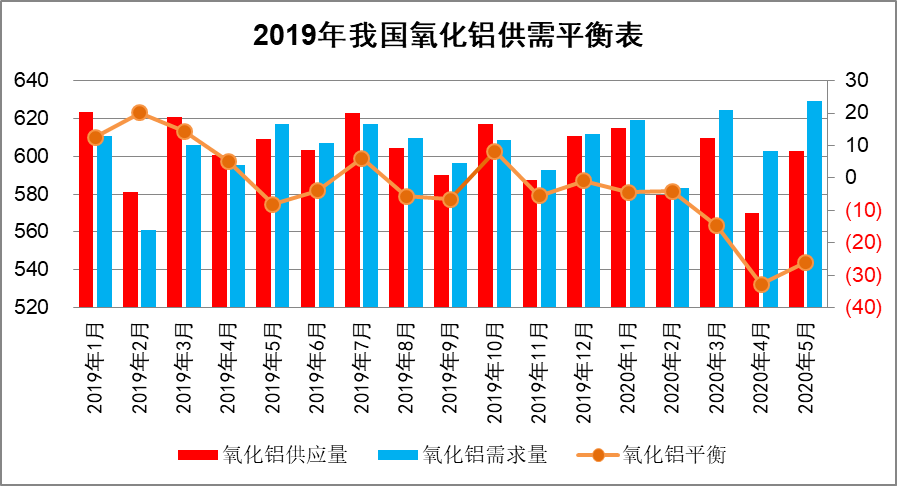 2019年我国氧化铝供需平衡表
640
620
600
580
560
540
520
30
20
10
0
(10)
(20)
(30)
(40)
2019年1月
2019年2月
2019年3月
2019年4月
2019年5月
2019年6月
2019年7月
2019年8月
2019年9月
2019年10月
2019年11月
2019年12月
2020年1月
2020年2月
2020年3月
2020年4月
2020年5月
氧化铝供应量
氧化铝需求量
氧化铝平衡